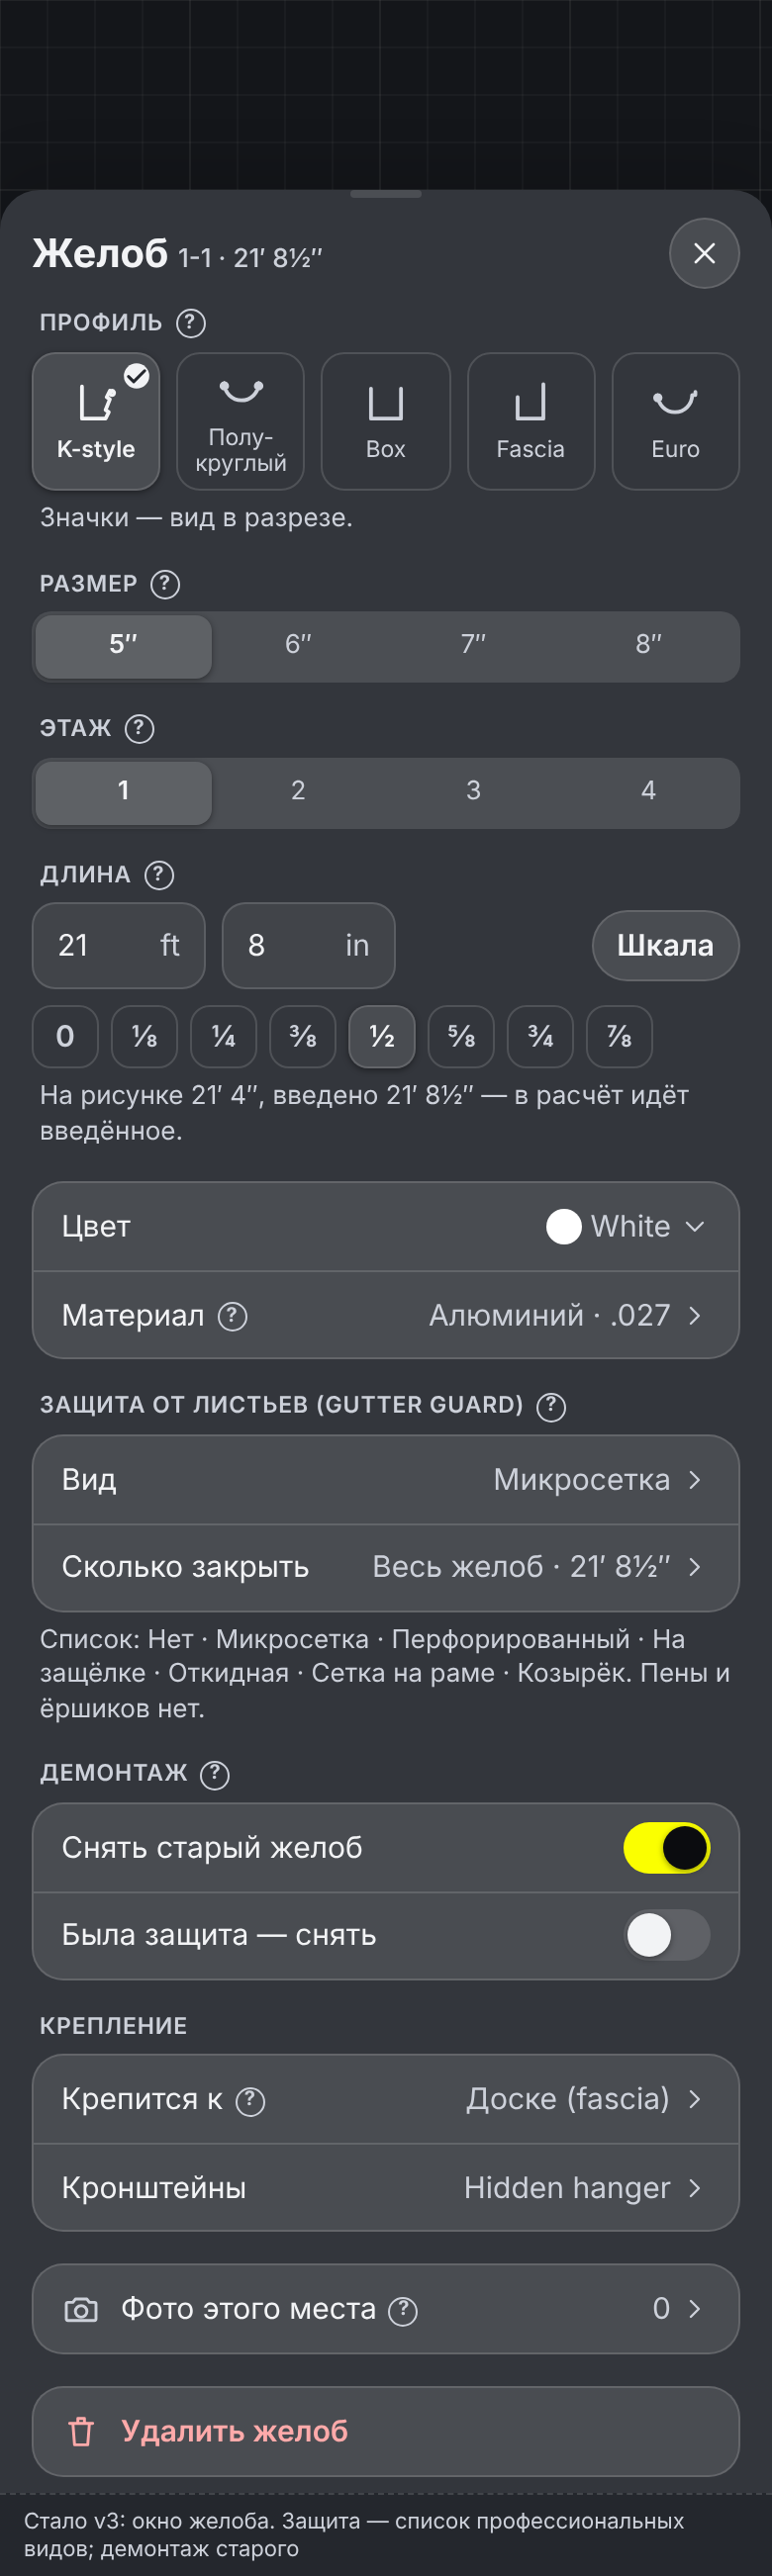 Желоб 1-1 · 21′ 8½″
ПРОФИЛЬ ?
K-style
Полу-
круглый
Box
Fascia
Euro
Значки — вид в разрезе.
РАЗМЕР ?
5″ 6″ 7″ 8″
ЭТАЖ ?
1 2 3 4
ДЛИНА ?
21 ft 8 in Шкала
0 ⅛ ¼ ⅜ ½ ⅝ ¾ ⅞
На рисунке 21′ 4″, введено 21′ 8½″ — в расчёт идёт
введённое.
Цвет White
Материал ? Алюминий · .027
ЗАЩИТА ОТ ЛИСТЬЕВ (GUTTER GUARD) ?
Вид Микросетка
Сколько закрыть Весь желоб · 21′ 8½″
Список: Нет · Микросетка · Перфорированный · На
защёлке · Откидная · Сетка на раме · Козырёк. Пены и
ёршиков нет.
ДЕМОНТАЖ ?
Снять старый желоб
Была защита — снять
КРЕПЛЕНИЕ
Крепится к ? Доске (fascia)
Кронштейны Hidden hanger
Фото этого места ? 0
Удалить желоб
Стало v3: окно желоба. Защита — список профессиональных
видов; демонтаж старого